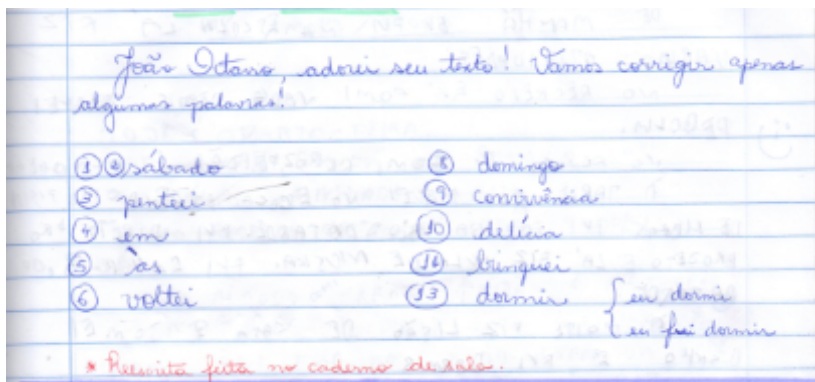 João Octavo, adorei seu texto! Vamos corrigir apenas
algumas palavras!
① ② sábado ⑧ domingo
③ penteei ⑨ convivência
④ em ⑩ delícia
⑤ às ⑪ brinquei
⑥ voltei ⑬ dormir { eu dormi
{ eu fui dormir
* Reescrita feita no caderno de sala.